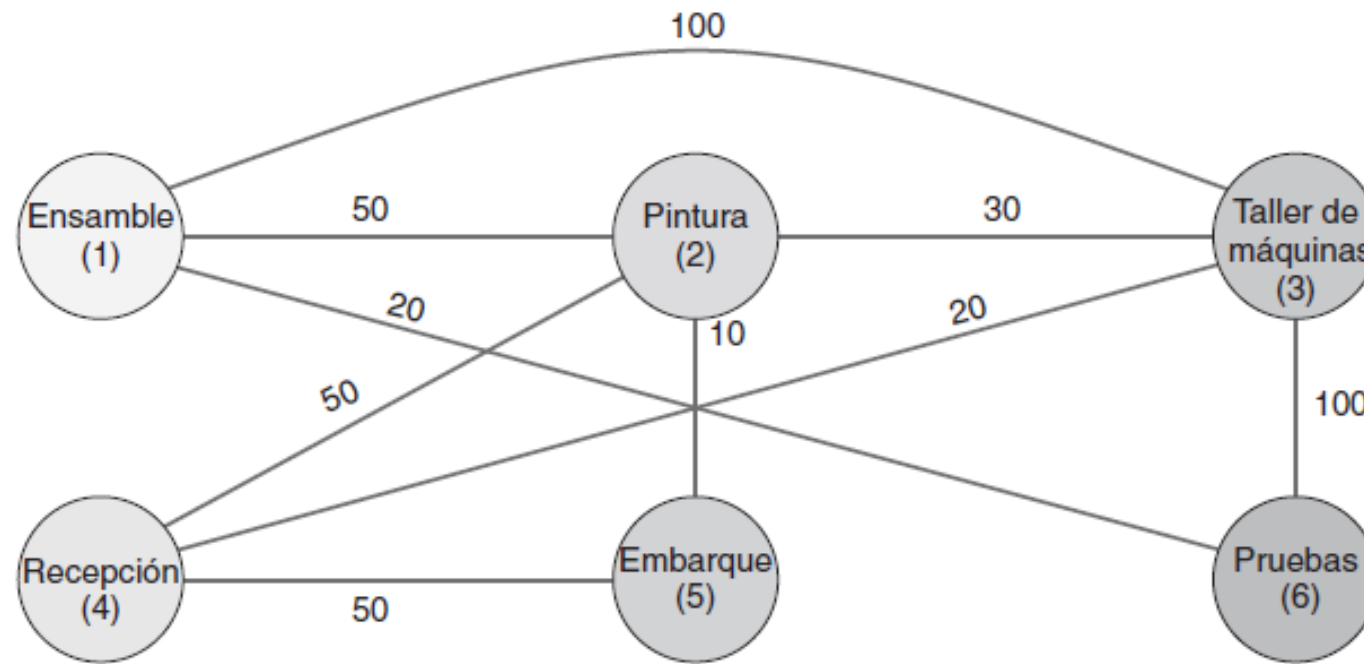 100
Ensamble
(1)
50
Pintura
(2)
30
Taller de
máquinas
(3)
20
10
20
50
100
Recepción
(4)
50
Embarque
(5)
Pruebas
(6)